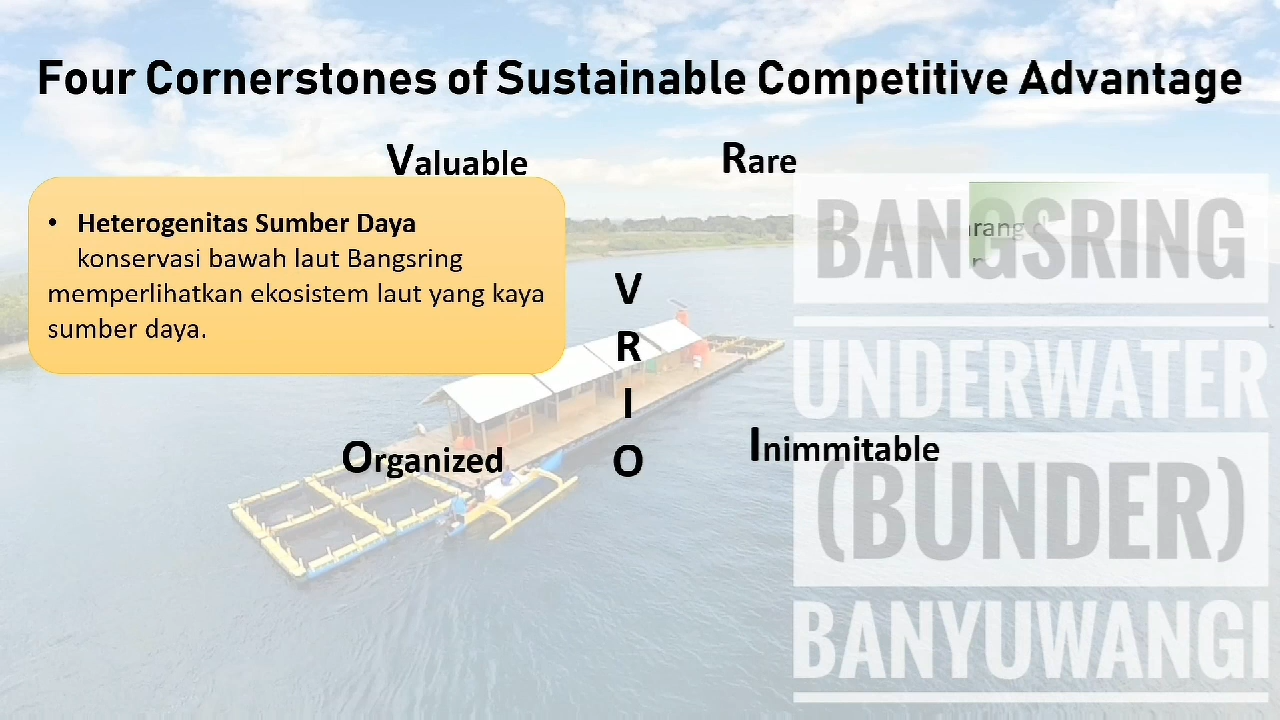 Four Cornerstones of Sustainable Competitive Advantage
Valuable
Rare
• Heterogenitas Sumber Daya
konservasi bawah laut Bangsring
memperlihatkan ekosistem laut yang kaya
sumber daya.
V
R
I
O
Organized
Inimmitable
BANGSRING
UNDERWATER
(BUNDER)
BANYUWANGI